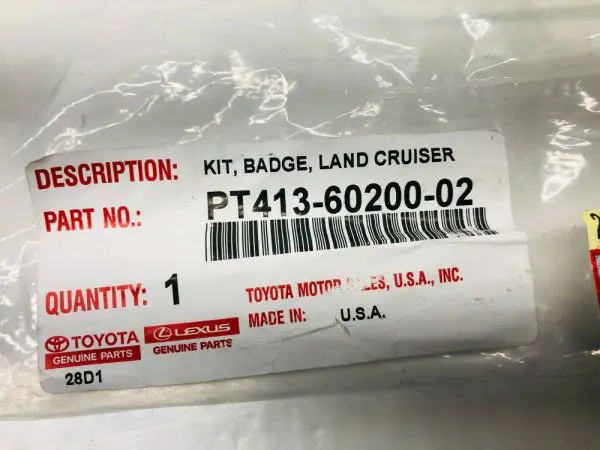 DESCRIPTION: KIT, BADGE, LAND CRUISER
PART NO.: PT413-60200-02
QUANTITY: 1
TOYOTA MOTOR SALES, U.S.A., INC.
MADE IN: U.S.A.
TOYOTA LEXUS
GENUINE PARTS GENUINE PARTS
28D1